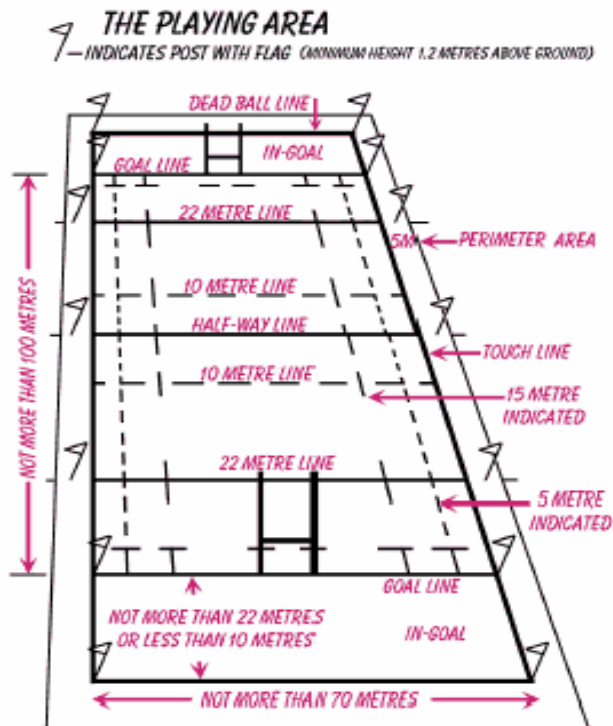 THE PLAYING AREA
—INDICATES POST WITH FLAG (MINIMUM HEIGHT 1.2 METRES ABOVE GROUND)
DEAD BALL LINE
IN-GOAL
GOAL LINE
22 METRE LINE
5M
PERIMETER AREA
10 METRE LINE
HALF-WAY LINE
TOUCH LINE
10 METRE LINE
15 METRE
INDICATED
NOT MORE THAN 100 METRES
22 METRE LINE
5 METRE
INDICATED
GOAL LINE
NOT MORE THAN 22 METRES
OR LESS THAN 10 METRES
IN-GOAL
NOT MORE THAN 70 METRES